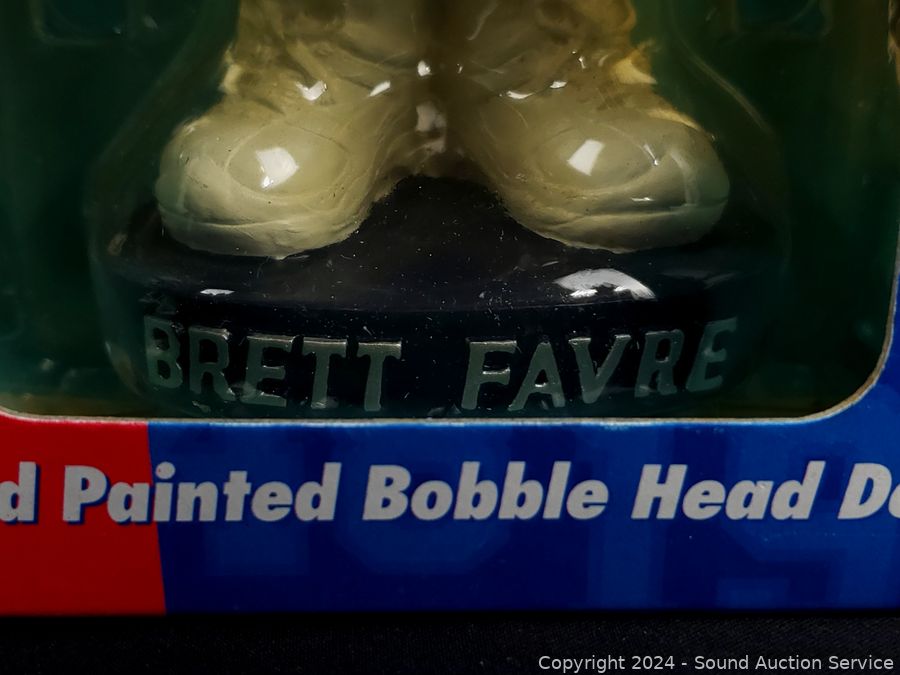 BRETT FAVRE
d Painted Bobble Head Do
Copyright 2024 - Sound Auction Service